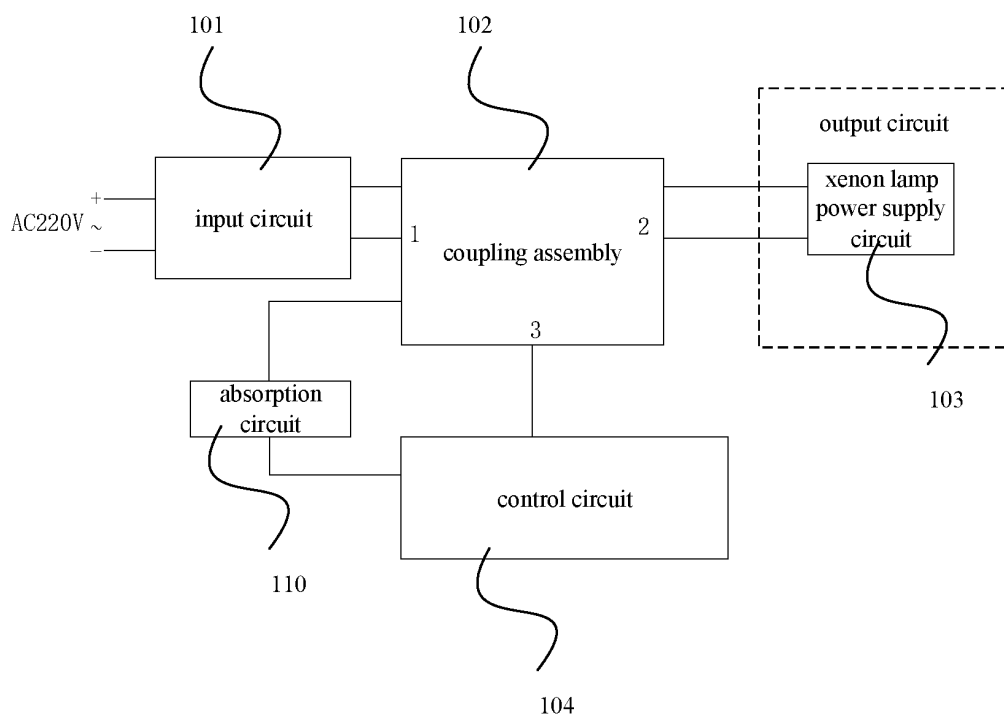 101
102
output circuit
xenon lamp
power supply
circuit
+
AC220V
~
−
input circuit
1
coupling assembly
2
3
absorption
circuit
103
control circuit
110
104